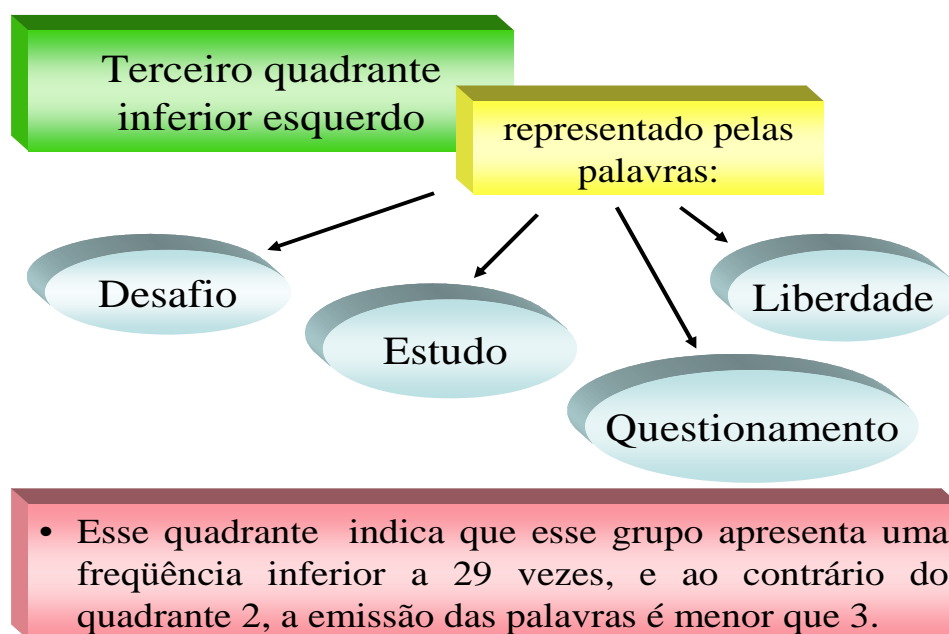 Terceiro quadrante
inferior esquerdo
representado pelas
palavras:
Desafio
Estudo
Liberdade
Questionamento
• Esse quadrante indica que esse grupo apresenta uma
freqüência inferior a 29 vezes, e ao contrário do
quadrante 2, a emissão das palavras é menor que 3.